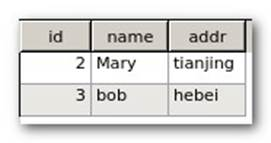 id name addr
2 Mary tianjing
3 bob hebei